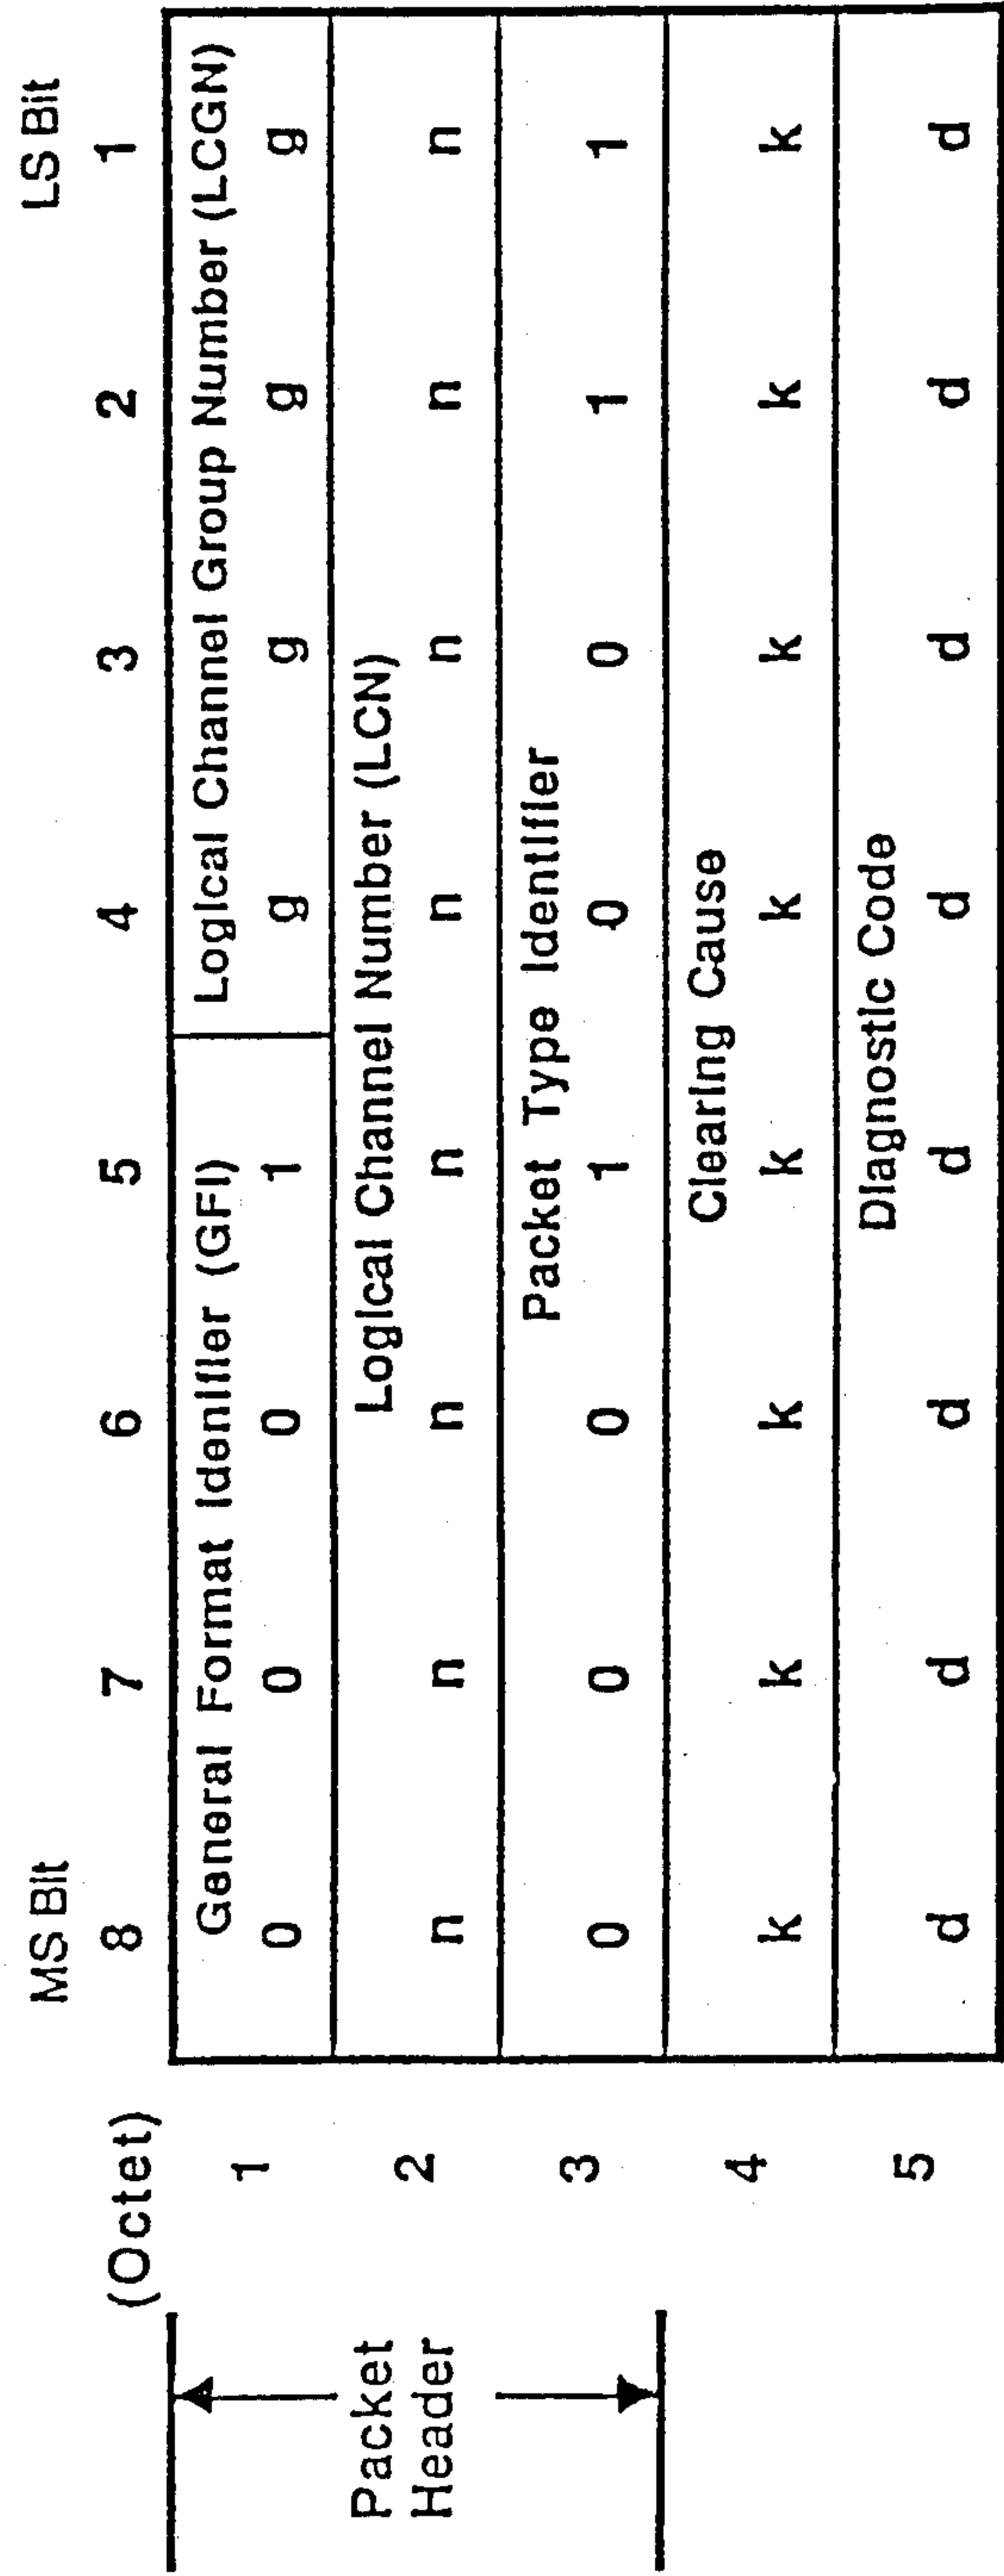 MS Bit LS Bit
(Octet) 8 7 6 5 4 3 2 1
General Format Idenifier (GFI) Logical Channel Group Number (LCGN)
1 0 0 0 1 g g g g
Logical Channel Number (LCN)
2 n n n n n n n n
Packet Type Identifier
3 0 0 0 1 0 0 1 1
Clearing Cause
4 k k k k k k k k
Diagnostic Code
5 d d d d d d d d
Packet
Header